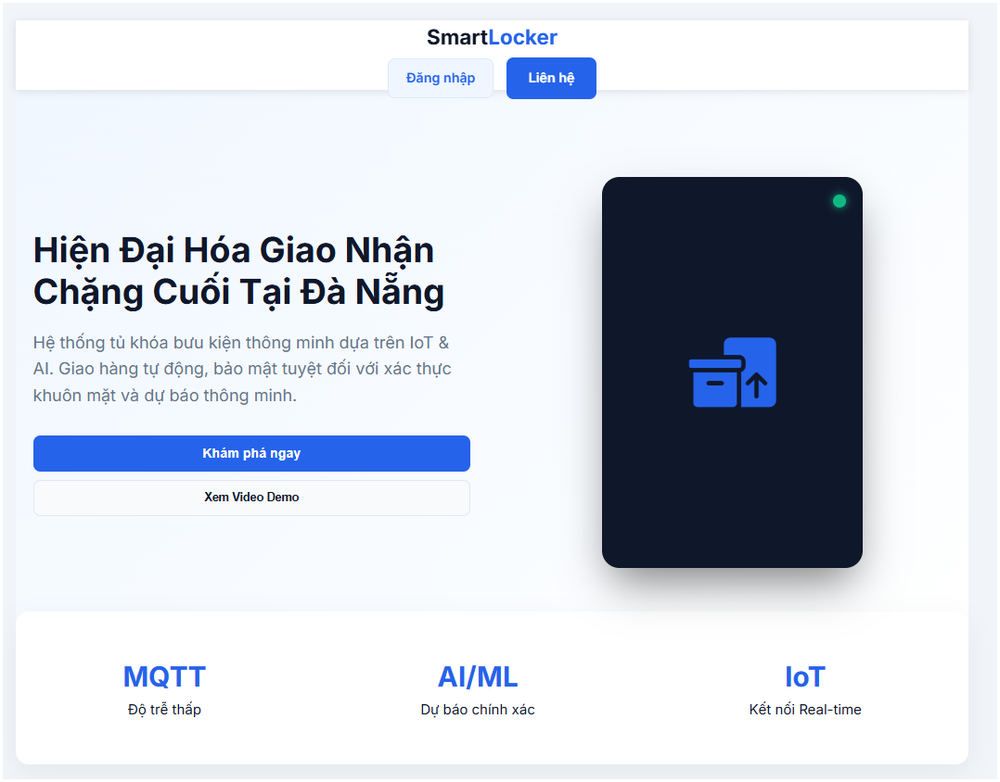 SmartLocker
Đăng nhập
Liên hệ
Hiện Đại Hóa Giao Nhận
Chặng Cuối Tại Đà Nẵng
Hệ thống tủ khóa bưu kiện thông minh dựa trên IoT &
AI. Giao hàng tự động, bảo mật tuyệt đối với xác thực
khuôn mặt và dự báo thông minh.
Khám phá ngay
Xem Video Demo
MQTT
Độ trễ thấp
AI/ML
Dự báo chính xác
IoT
Kết nối Real-time